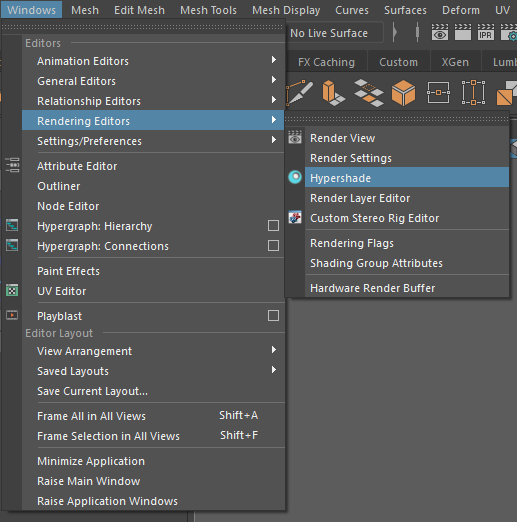 Windows Mesh Edit Mesh Mesh Tools Mesh Display Curves Surfaces Deform UV
No Live Surface
IPR
FX Caching Custom XGen Lumb
Editors
Animation Editors
General Editors
Relationship Editors
Rendering Editors
Settings/Preferences
Attribute Editor
Outliner
Node Editor
Hypergraph: Hierarchy
Hypergraph: Connections
Paint Effects
UV Editor
Playblast
Editor Layout
View Arrangement
Saved Layouts
Save Current Layout...
Frame All in All Views Shift+A
Frame Selection in All Views Shift+F
Minimize Application
Raise Main Window
Raise Application Windows
Render View
Render Settings
Hypershade
Render Layer Editor
Custom Stereo Rig Editor
Rendering Flags
Shading Group Attributes
Hardware Render Buffer